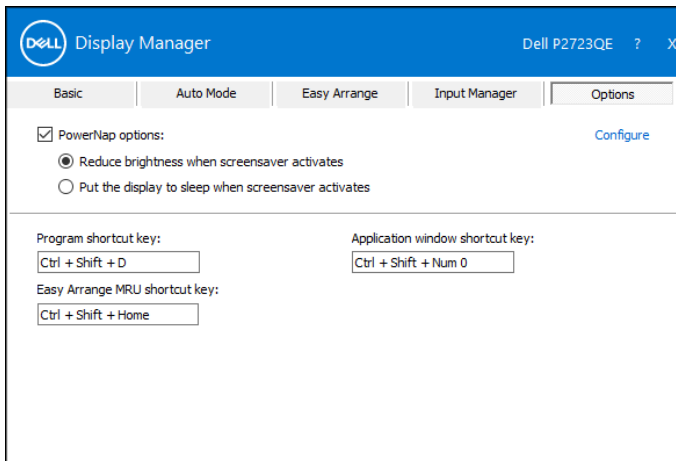 DELL Display Manager Dell P2723QE ? X
Basic Auto Mode Easy Arrange Input Manager Options
PowerNap options: Configure
Reduce brightness when screensaver activates
Put the display to sleep when screensaver activates
Program shortcut key: Application window shortcut key:
Ctrl + Shift + D Ctrl + Shift + Num 0
Easy Arrange MRU shortcut key:
Ctrl + Shift + Home